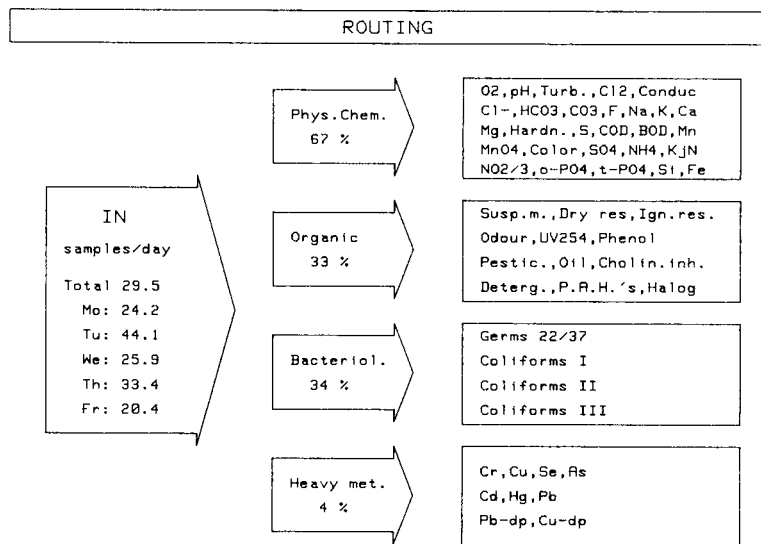 ROUTING
IN
samples/day
Total 29.5
Mo: 24.2
Tu: 44.1
We: 25.9
Th: 33.4
Fr: 20.4
Phys.Chem.
67 %
O2,pH,Turb.,Cl2,Conduc
Cl-,HCO3,CO3,F,Na,K,Ca
Mg,Hardn.,S,COD,BOD,Mn
MnO4,Color,SO4,NH4,KjN
NO2/3,o-PO4,t-PO4,Si,Fe
Organic
33 %
Susp.m.,Dry res,Ign.res.
Odour,UV254,Phenol
Pestic.,Oil,Cholin.inh.
Deterg.,P.A.H.'s,Halog
Bacteriol.
34 %
Germs 22/37
Coliforms I
Coliforms II
Coliforms III
Heavy met.
4 %
Cr,Cu,Se,As
Cd,Hg,Pb
Pb-dp,Cu-dp